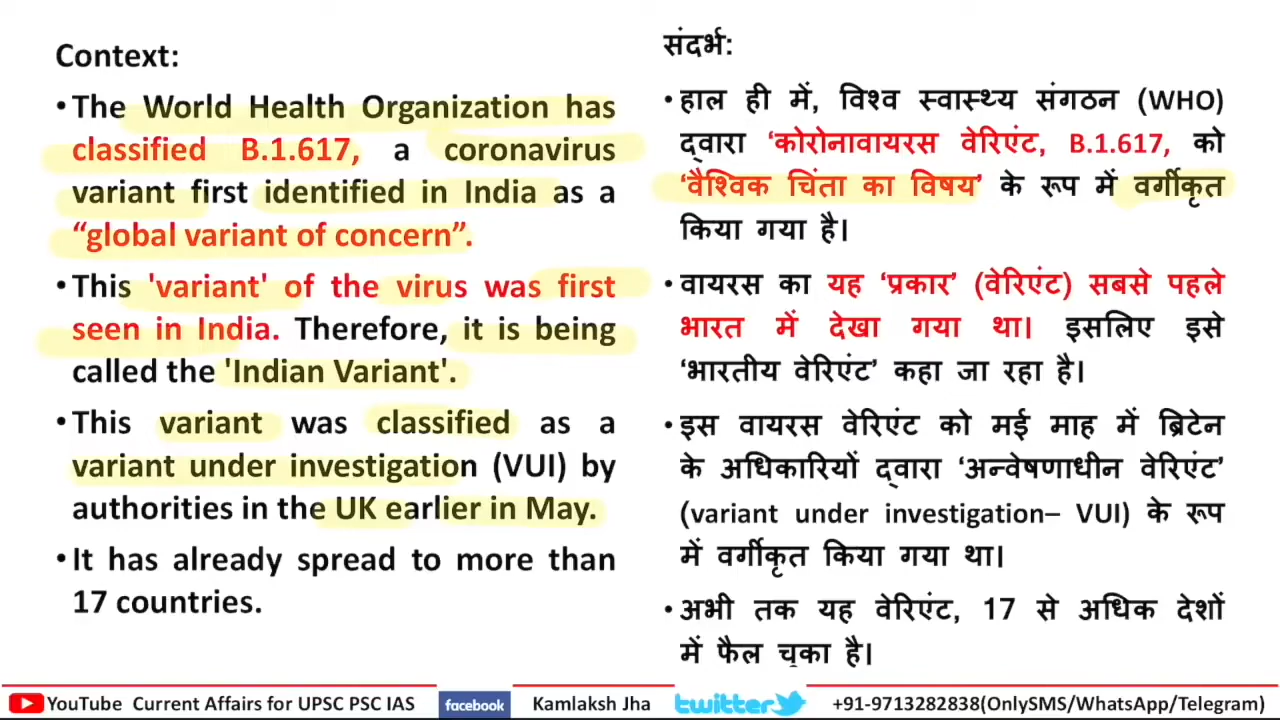 Context:
•The World Health Organization has
classified B.1.617, a coronavirus
variant first identified in India as a
“global variant of concern”.
•This 'variant' of the virus was first
seen in India. Therefore, it is being
called the 'Indian Variant'.
•This variant was classified as a
variant under investigation (VUI) by
authorities in the UK earlier in May.
•It has already spread to more than
17 countries.
संदर्भ:
•हाल ही में, विश्व स्वास्थ्य संगठन (WHO)
द्वारा ‘कोरोनावायरस वेरिएंट, B.1.617, को
‘वैश्विक चिंता का विषय’ के रूप में वर्गीकृत
किया गया है।
•वायरस का यह ‘प्रकार’ (वेरिएंट) सबसे पहले
भारत में देखा गया था। इसलिए इसे
‘भारतीय वेरिएंट’ कहा जा रहा है।
•इस वायरस वेरिएंट को मई माह में ब्रिटेन
के अधिकारियों द्वारा ‘अन्वेषणाधीन वेरिएंट’
(variant under investigation– VUI) के रूप
में वर्गीकृत किया गया था।
•अभी तक यह वेरिएंट, 17 से अधिक देशों
में फैल चुका है।
YouTube Current Affairs for UPSC PSC IAS facebook Kamlaksh Jha twitter +91-9713282838(OnlySMS/WhatsApp/Telegram)